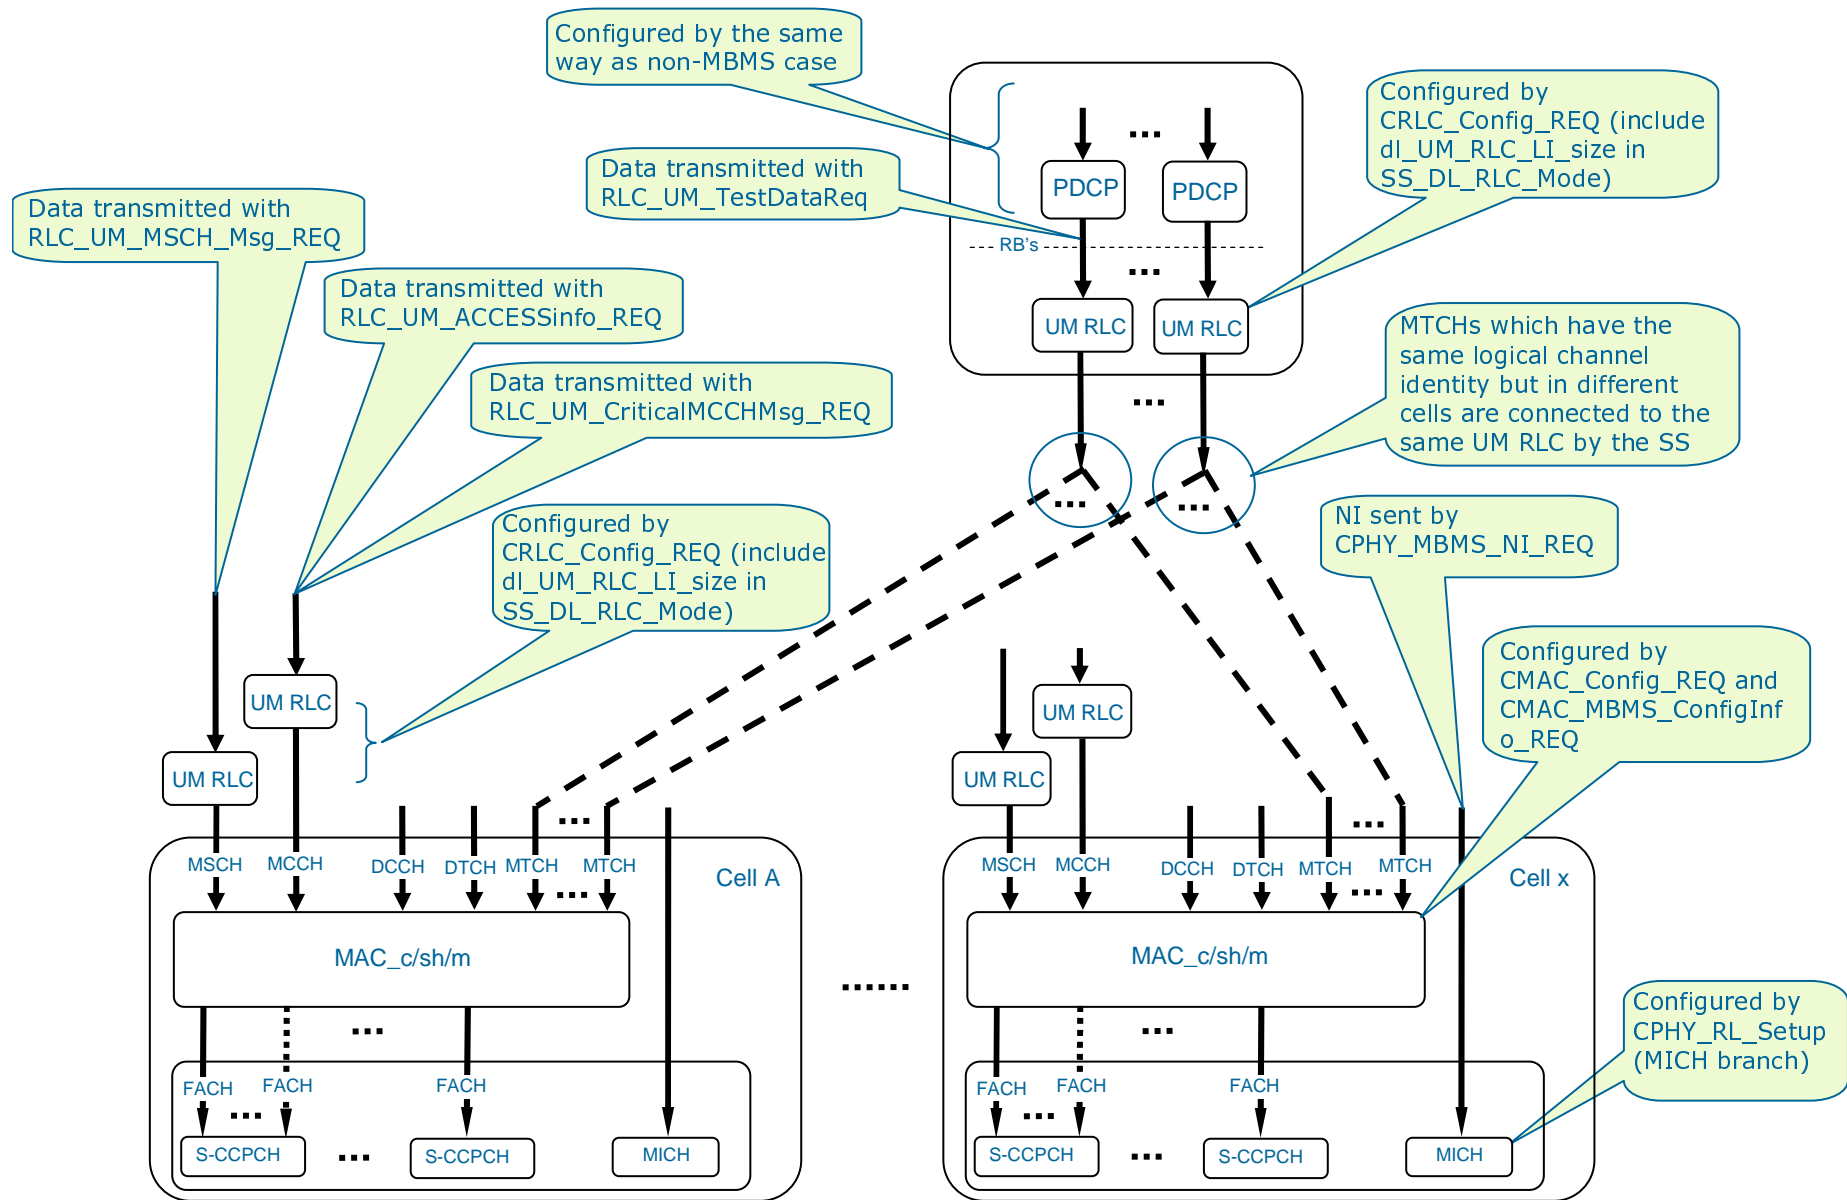 Configured by the same
way as non-MBMS case
Data transmitted with
RLC_UM_TestDataReq
Configured by
CRLC_Config_REQ (include
dl_UM_RLC_LI_size in
SS_DL_RLC_Mode)
Data transmitted with
RLC_UM_MSCH_Msg_REQ
Data transmitted with
RLC_UM_ACCESSinfo_REQ
Data transmitted with
RLC_UM_CriticalMCCHMsg_REQ
PDCP
PDCP
RB's
UM RLC
UM RLC
MTCHs which have the
same logical channel
identity but in different
cells are connected to the
same UM RLC by the SS
Configured by
CRLC_Config_REQ (include
dl_UM_RLC_LI_size in
SS_DL_RLC_Mode)
NI sent by
CPHY_MBMS_NI_REQ
Configured by
CMAC_Config_REQ and
CMAC_MBMS_ConfigInf
o_REQ
UM RLC
UM RLC
UM RLC
UM RLC
MSCH
MCCH
DCCH
DTCH
MTCH
MTCH
Cell A
MAC_c/sh/m
FACH
FACH
FACH
S-CCPCH
S-CCPCH
MICH
MSCH
MCCH
DCCH
DTCH
MTCH
MTCH
Cell x
MAC_c/sh/m
FACH
FACH
FACH
S-CCPCH
S-CCPCH
MICH
Configured by
CPHY_RL_Setup
(MICH branch)